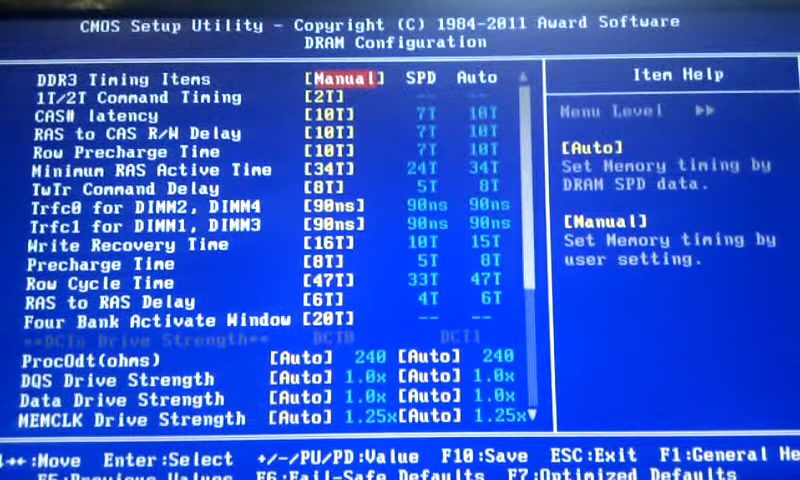 CMOS Setup Utility - Copyright (C) 1984-2011 Award Software
DRAM Configuration
DDR3 Timing Items [Manual] SPD Auto
1T/2T Command Timing [2T] -- --
CAS# latency [10T] 7T 10T
RAS to CAS R/W Delay [10T] 7T 10T
Row Precharge Time [10T] 7T 10T
Minimum RAS Active Time [34T] 24T 34T
TwTr Command Delay [8T] 5T 8T
Trfc0 for DIMM2, DIMM4 [90ns] 90ns 90ns
Trfc1 for DIMM1, DIMM3 [90ns] 90ns 90ns
Write Recovery Time [16T] 10T 15T
Precharge Time [8T] 5T 8T
Row Cycle Time [47T] 33T 47T
RAS to RAS Delay [6T] 4T 6T
Four Bank Activate Window [20T] -- --
**DCTs Drive Strength** DCT0 DCT1
ProcOdt(ohms) [Auto] 240 [Auto] 240
DQS Drive Strength [Auto] 1.0x [Auto] 1.0x
Data Drive Strength [Auto] 1.0x [Auto] 1.0x
MEMCLK Drive Strength [Auto] 1.25x[Auto] 1.25x
Item Help
Menu Level ▶▶
[Auto]
Set Memory timing by
DRAM SPD data.
[Manual]
Set Memory timing by
user setting.
:Move Enter:Select +/-/PU/PD:Value F10:Save ESC:Exit F1:General He
F5:Previous Values F6:Fail-Safe Defaults F7:Optimized Defaults